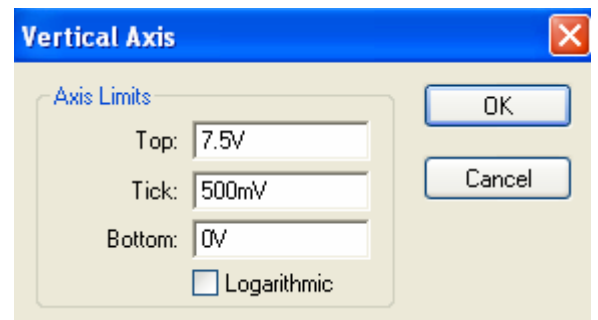 Vertical Axis
Axis Limits
Top: 7.5V
Tick: 500mV
Bottom: 0V
Logarithmic
OK
Cancel